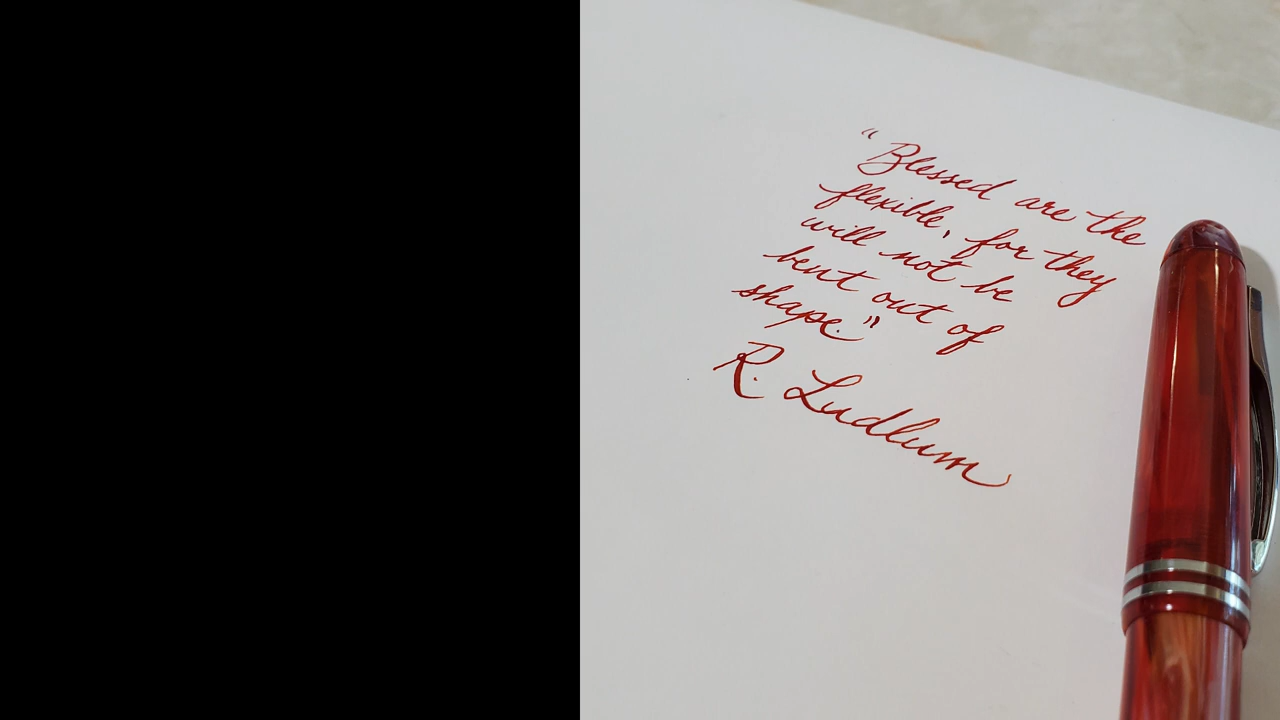 "Blessed are the
flexible, for they
will not be
bent out of
shape."
R. Ludlum